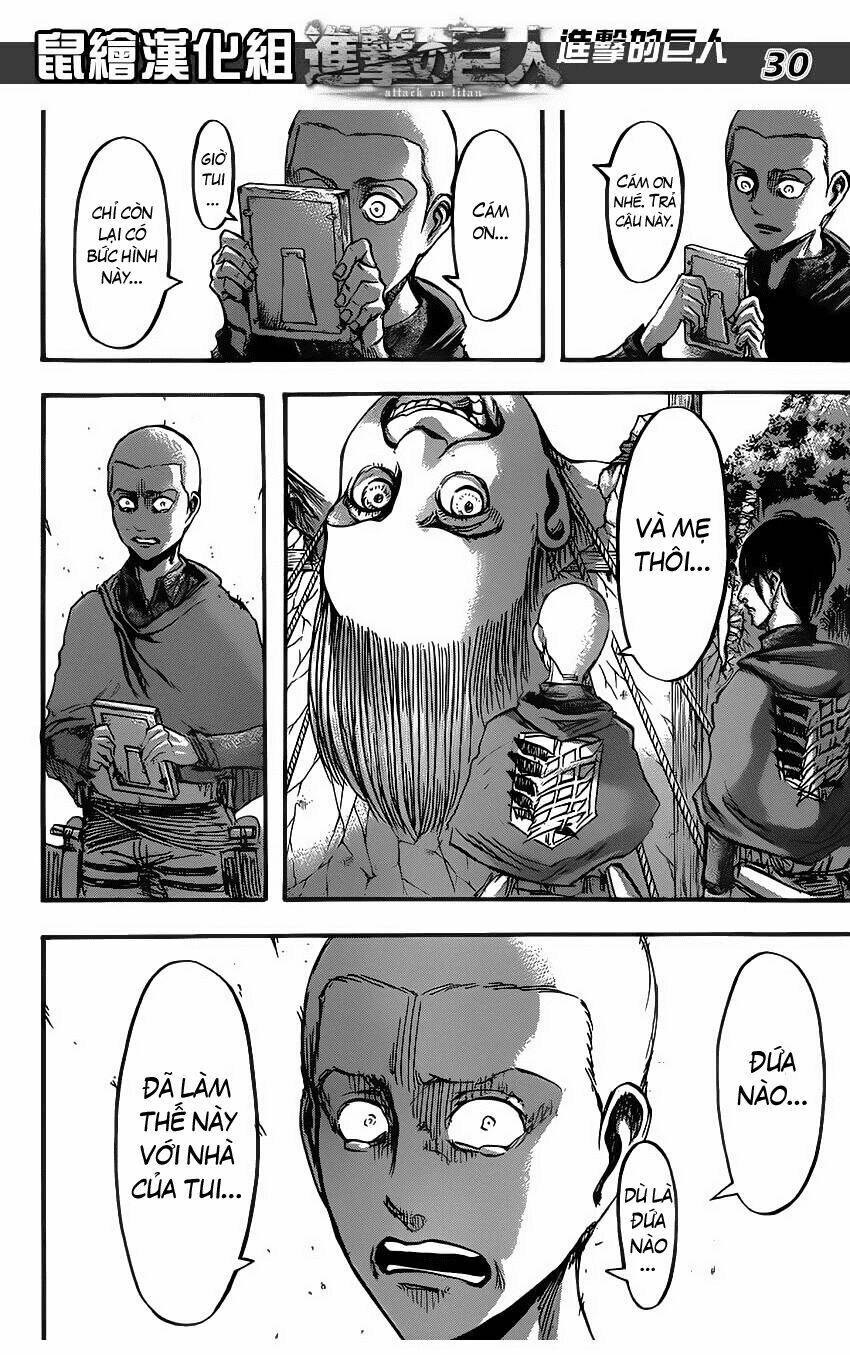 鼠繪漢化組
進撃の巨人
attack on titan
進擊的巨人
30
CÁM ƠN
NHÉ. TRẢ
CẬU NÀY.
CÁM
ƠN...
GIỜ
TUI
...
CHỈ CÒN
LẠI CÓ
BỨC HÌNH
NÀY...
VÀ MẸ
THÔI...
ĐỨA
NÀO...
DÙ LÀ
ĐỨA
NÀO
...
ĐÃ LÀM
THẾ NÀY
VỚI NHÀ
CỦA TUI...